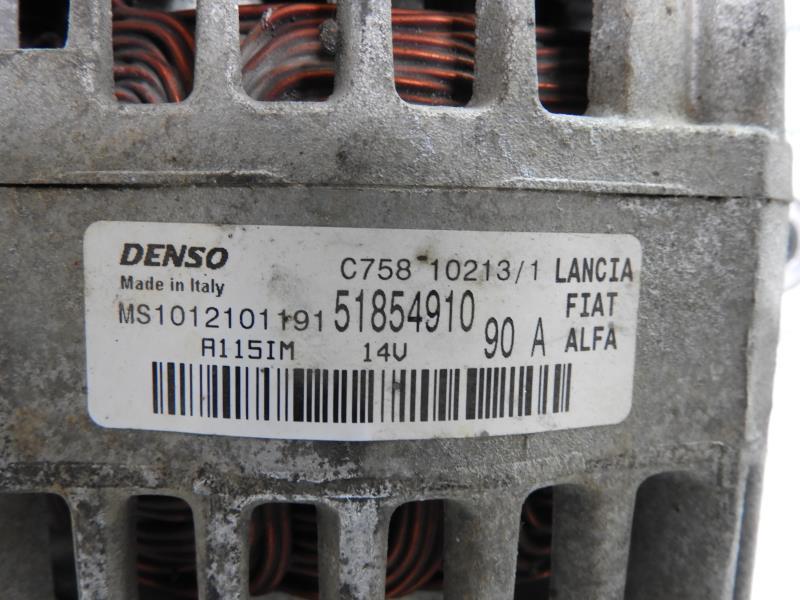 DENSO
C758 10213/1 LANCIA
Made in Italy
MS1012101191 51854910 FIAT
A115IM 14V 90 A ALFA